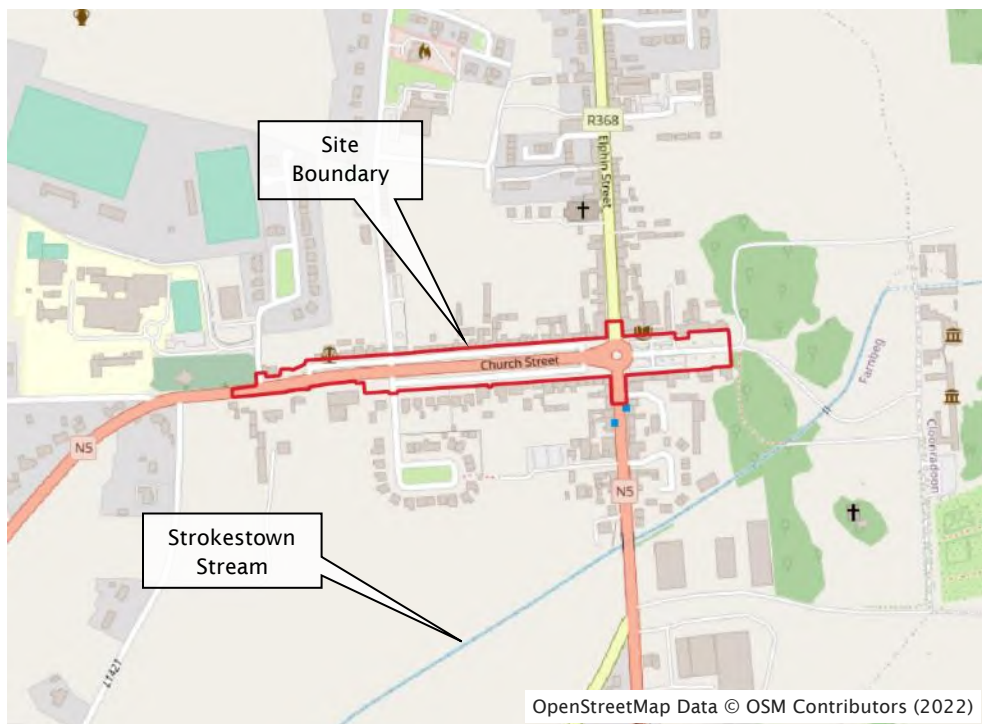 R368
Elphin Street
Site
Boundary
Church Street
Farnbeg
Cloonradoon
N5
N5
Strokestown
Stream
L1421
OpenStreetMap Data © OSM Contributors (2022)